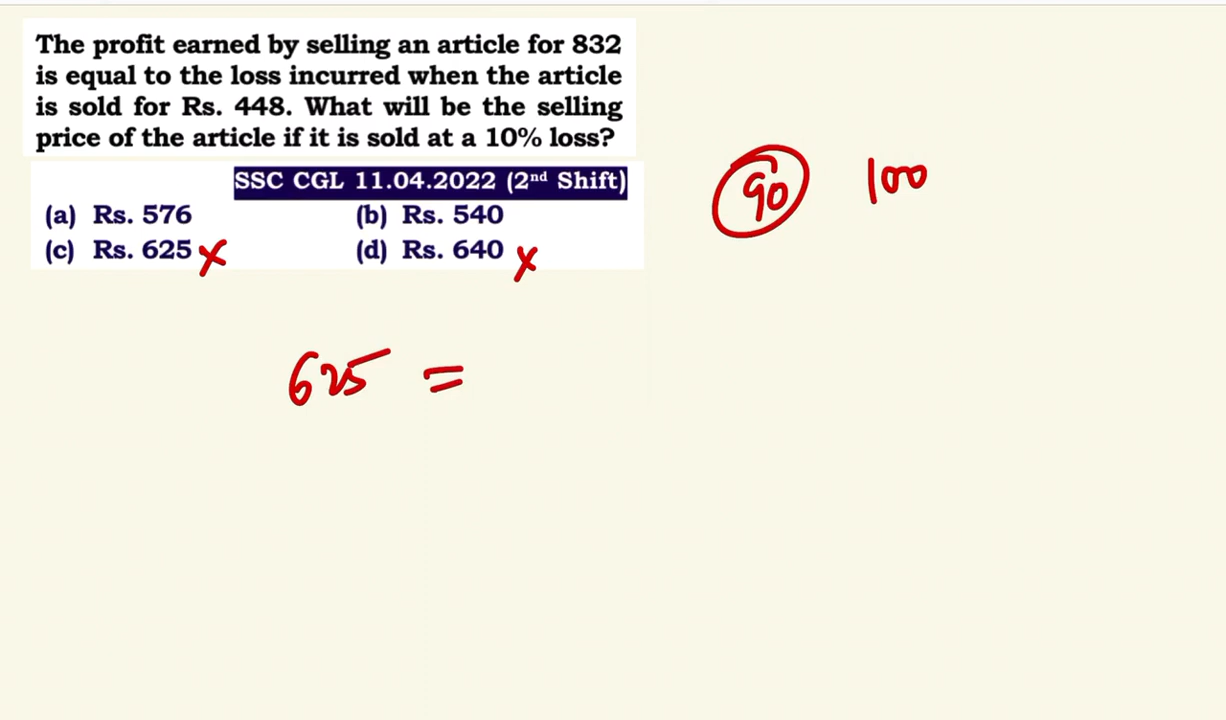 The profit earned by selling an article for 832
is equal to the loss incurred when the article
is sold for Rs. 448. What will be the selling
price of the article if it is sold at a 10% loss?
SSC CGL 11.04.2022 (2nd Shift)
(a) Rs. 576 (b) Rs. 540
(c) Rs. 625 x (d) Rs. 640 x
90 100
625 =